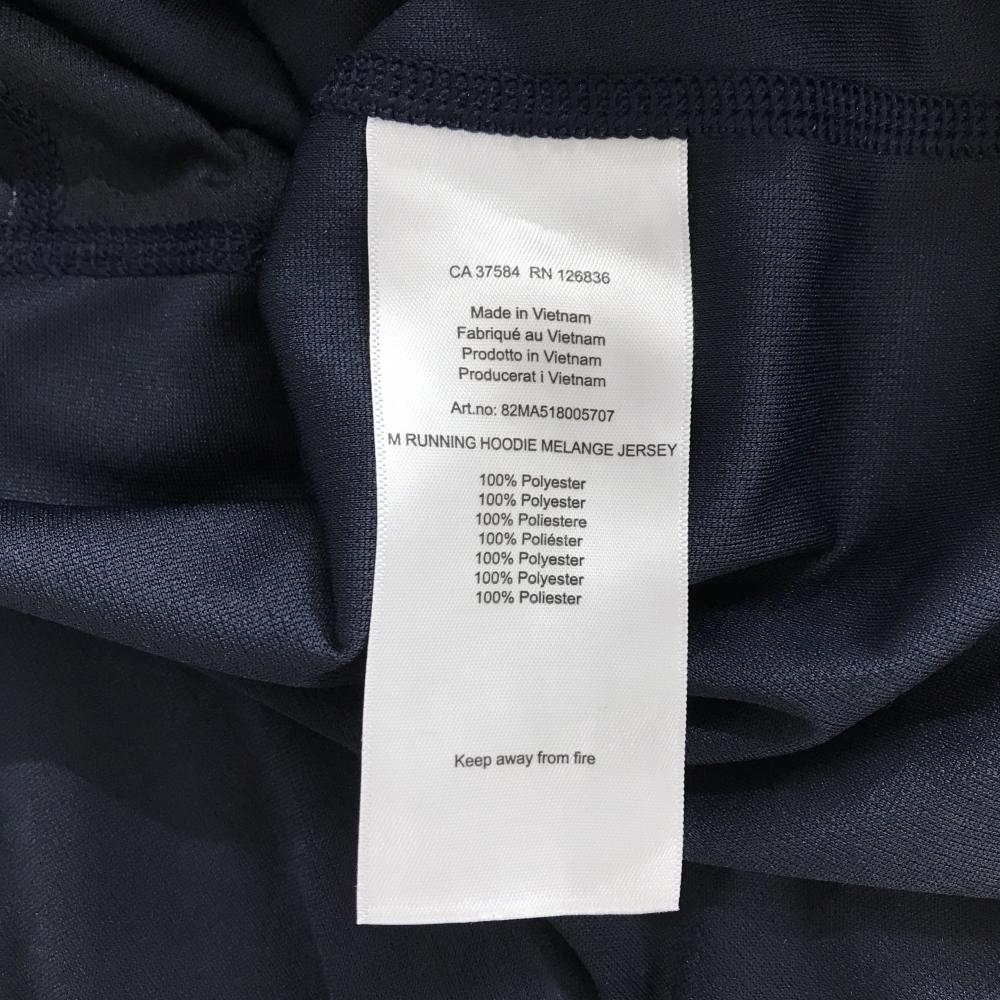 CA 37584 RN 126836
Made in Vietnam
Fabriqué au Vietnam
Prodotto in Vietnam
Producerat i Vietnam
Art.no: 82MA518005707
M RUNNING HOODIE MELANGE JERSEY
100% Polyester
100% Polyester
100% Poliestere
100% Poliéster
100% Polyester
100% Polyester
100% Poliester
Keep away from fire